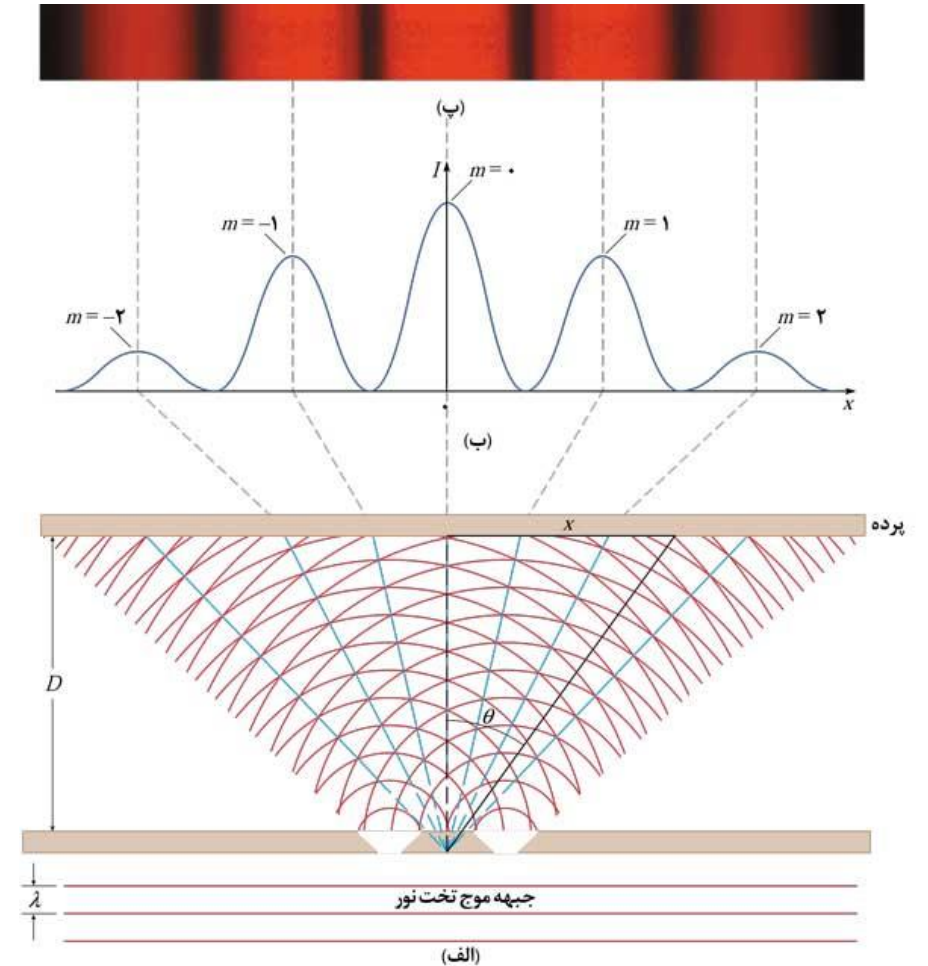 (پ)
I
m = ۰
m = −۱
m = ۱
m = −۲
m = ۲
x
۰
(ب)
x
پرده
D
θ
λ
جبهه موج تخت نور
(الف)